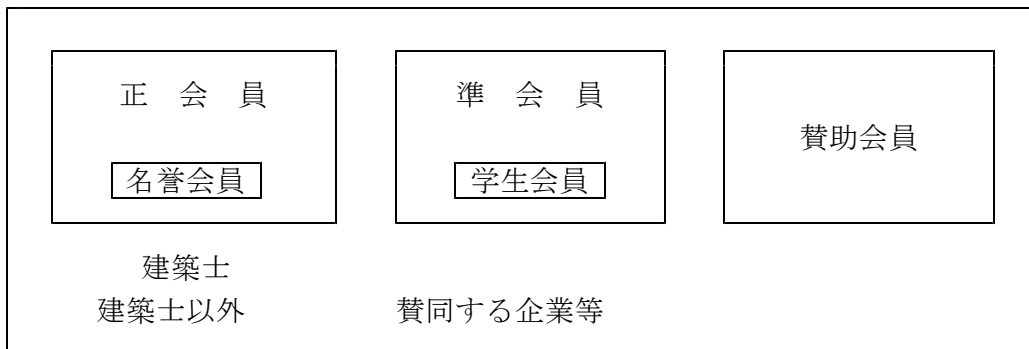 正 会 員
名誉会員
準 会 員
学生会員
賛助会員
建築士
建築士以外
賛同する企業等